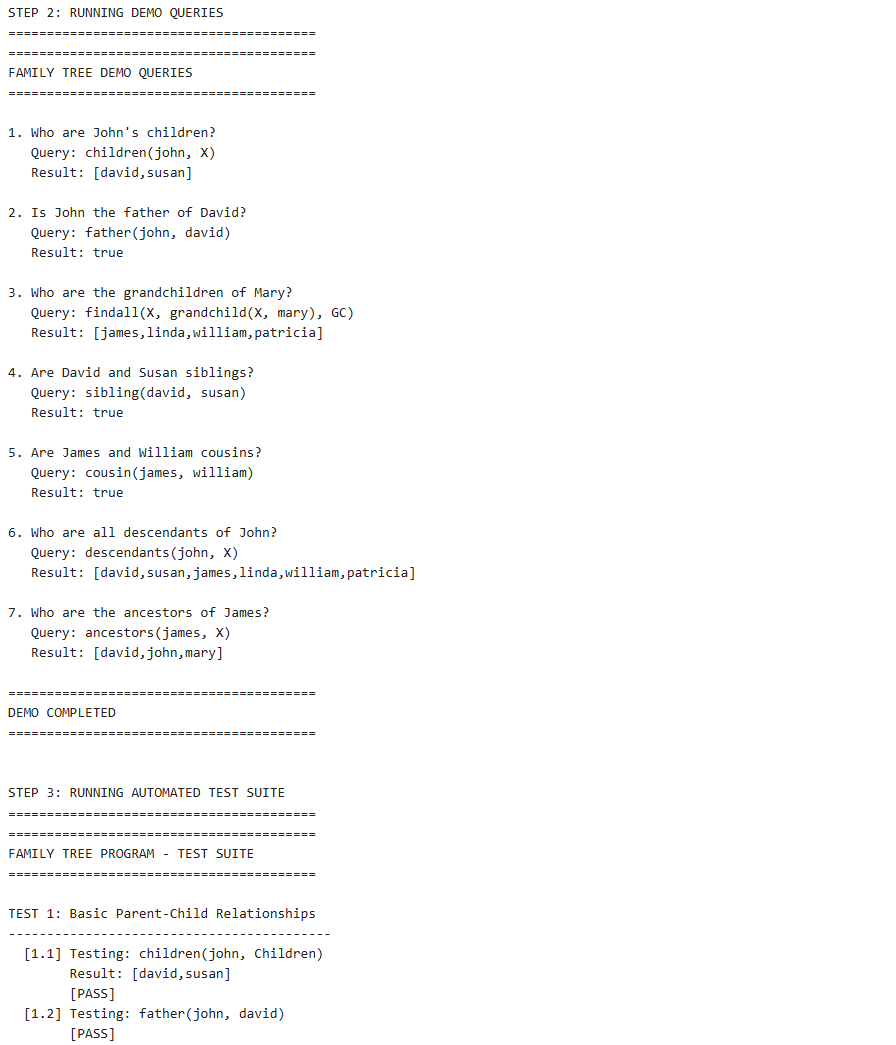 STEP 2: RUNNING DEMO QUERIES
========================================
========================================
FAMILY TREE DEMO QUERIES
========================================
1. Who are John's children?
   Query: children(john, X)
   Result: [david,susan]
2. Is John the father of David?
   Query: father(john, david)
   Result: true
3. Who are the grandchildren of Mary?
   Query: findall(X, grandchild(X, mary), GC)
   Result: [james,linda,william,patricia]
4. Are David and Susan siblings?
   Query: sibling(david, susan)
   Result: true
5. Are James and William cousins?
   Query: cousin(james, william)
   Result: true
6. Who are all descendants of John?
   Query: descendants(john, X)
   Result: [david,susan,james,linda,william,patricia]
7. Who are the ancestors of James?
   Query: ancestors(james, X)
   Result: [david,john,mary]
========================================
DEMO COMPLETED
========================================
STEP 3: RUNNING AUTOMATED TEST SUITE
========================================
========================================
FAMILY TREE PROGRAM - TEST SUITE
========================================
TEST 1: Basic Parent-Child Relationships
------------------------------------------
  [1.1] Testing: children(john, Children)
        Result: [david,susan]
        [PASS]
  [1.2] Testing: father(john, david)
        [PASS]